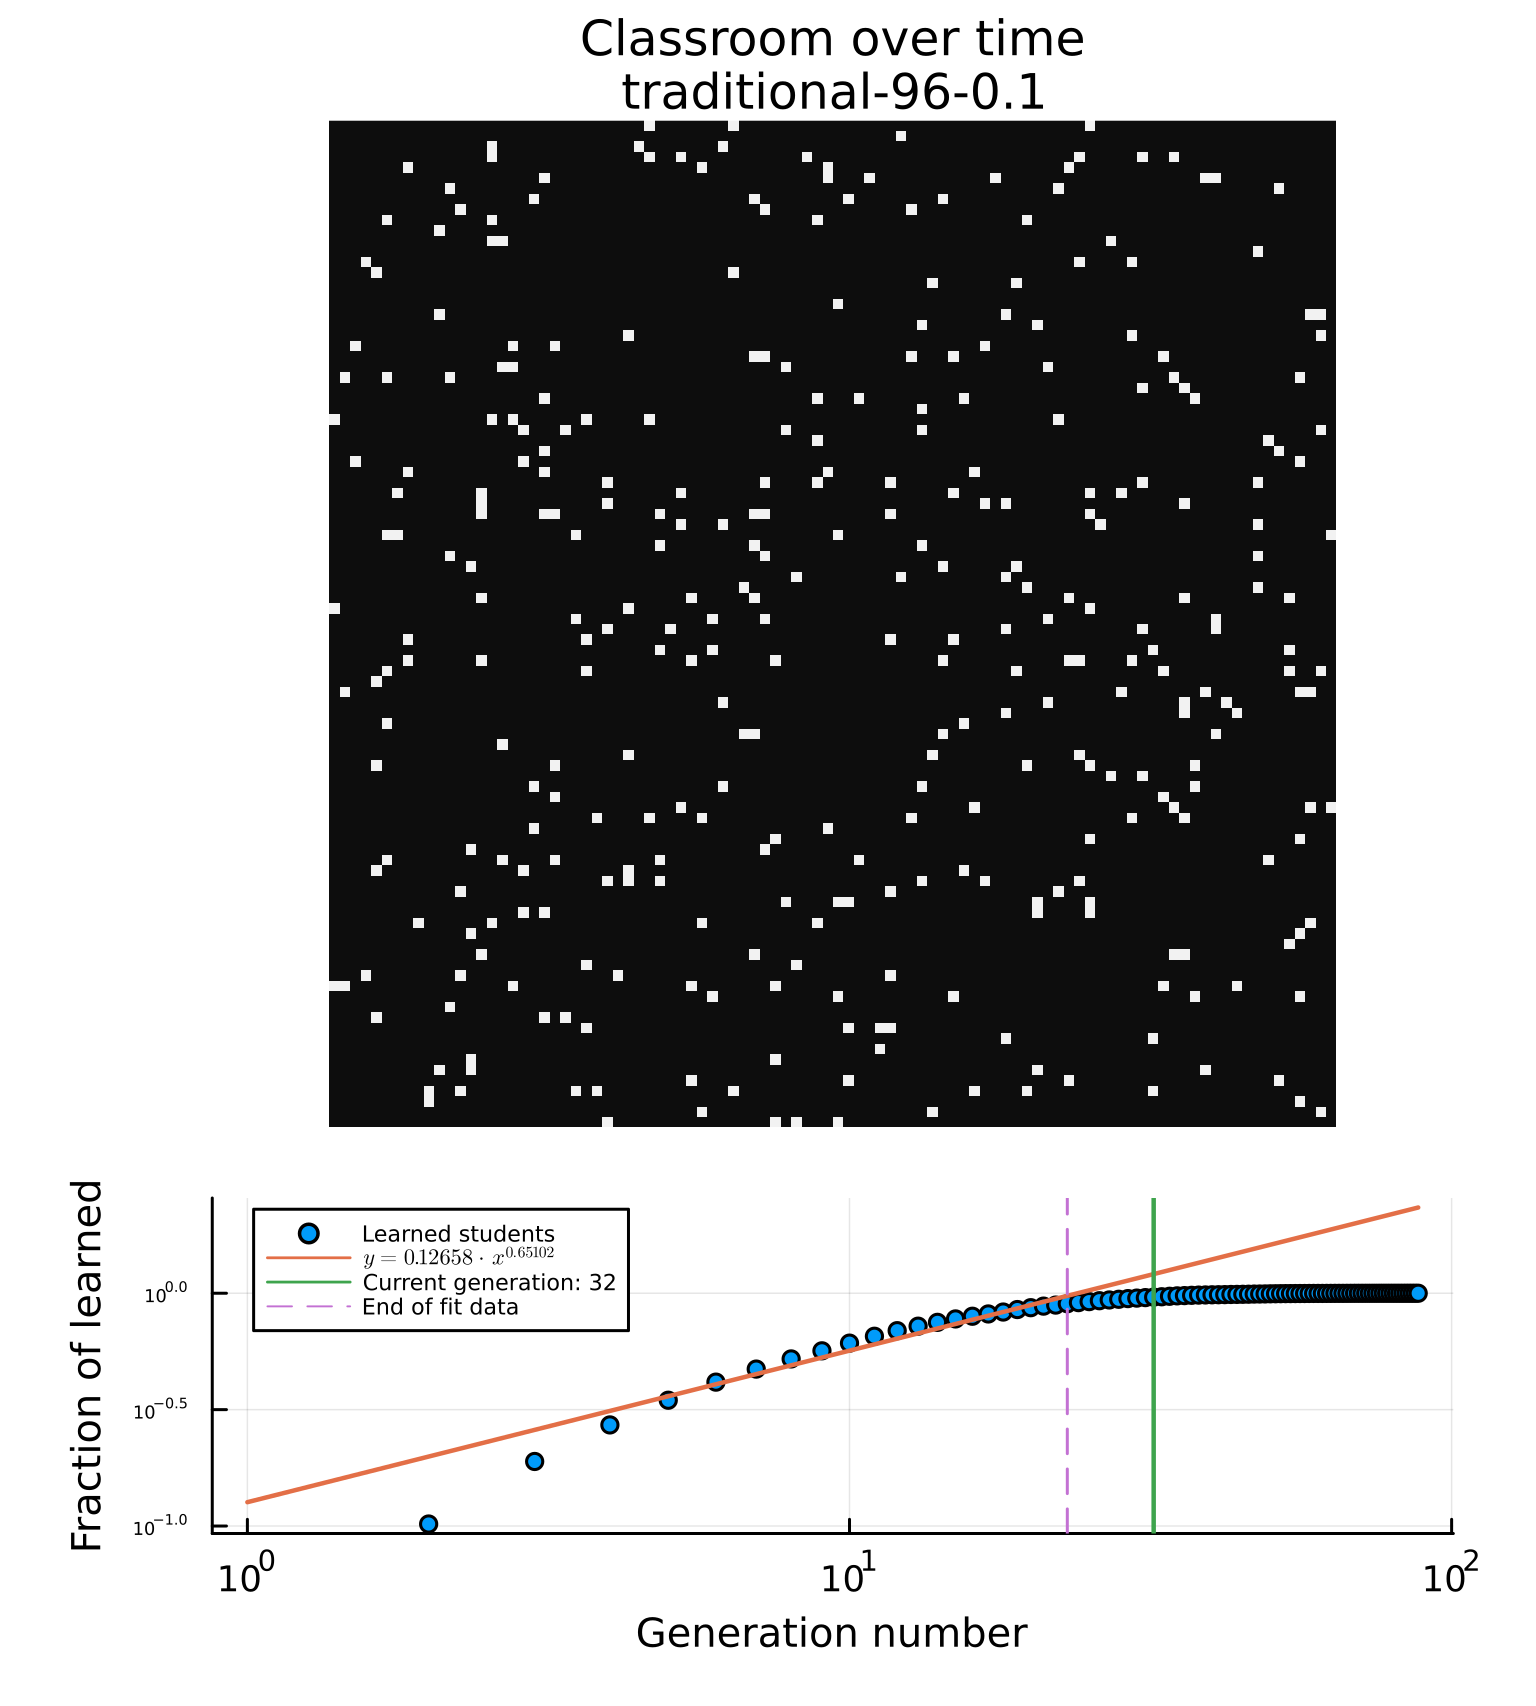 Classroom over time
traditional-96-0.1
Fraction of learned
Learned students
y = 0.12658 · x^0.65102
Current generation: 32
End of fit data
10^0.0
10^−0.5
10^−1.0
10^0 10^1 10^2
Generation number